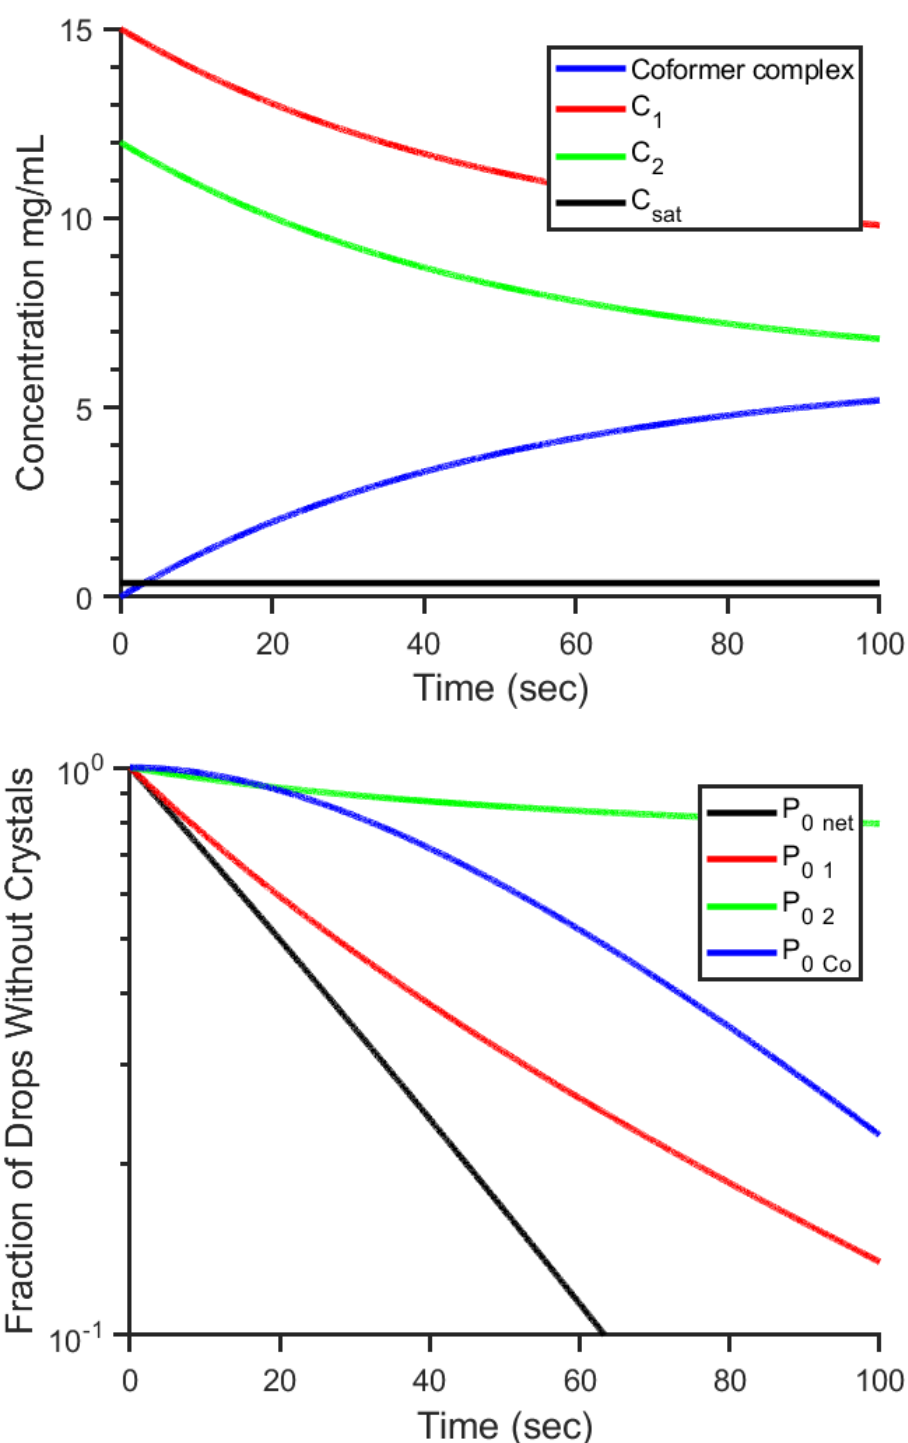 Concentration mg/mL
15
10
5
0
Coformer complex
C1
C2
Csat
0 20 40 60 80 100
Time (sec)
Fraction of Drops Without Crystals
10^0
10^-1
P0 net
P0 1
P0 2
P0 Co
0 20 40 60 80 100
Time (sec)